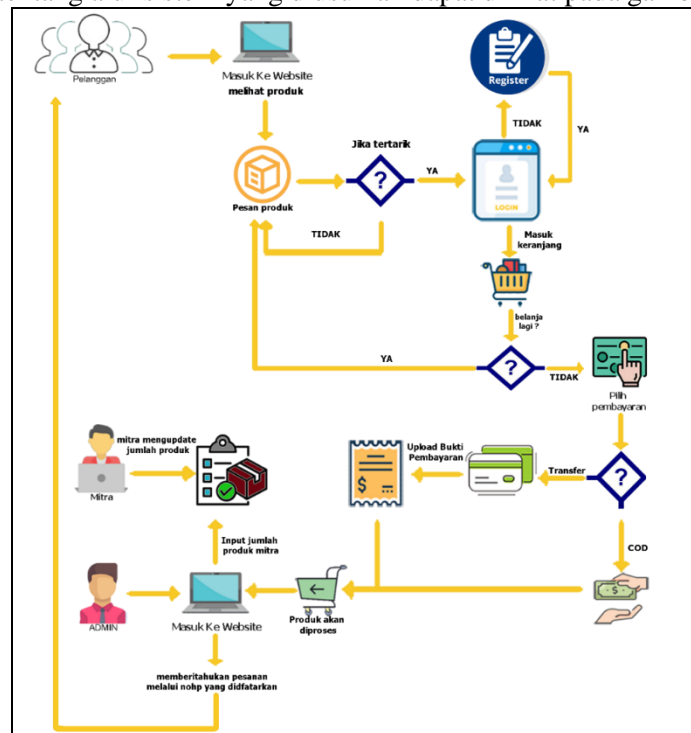 Pelanggan
Masuk Ke Website
melihat produk
Register
TIDAK
YA
Jika tertarik
?
YA
Pesan produk
LOGIN
TIDAK
Masuk
keranjang
belanja
lagi ?
YA
?
TIDAK
Pilih
pembayaran
mitra mengupdate
jumlah produk
Mitra
Upload Bukti
Pembayaran
$
Transfer
?
Input jumlah
produk mitra
COD
$
ADMIN
Masuk Ke Website
Produk akan
diproses
memberitahukan pesanan
melalui nohp yang didfatarkan